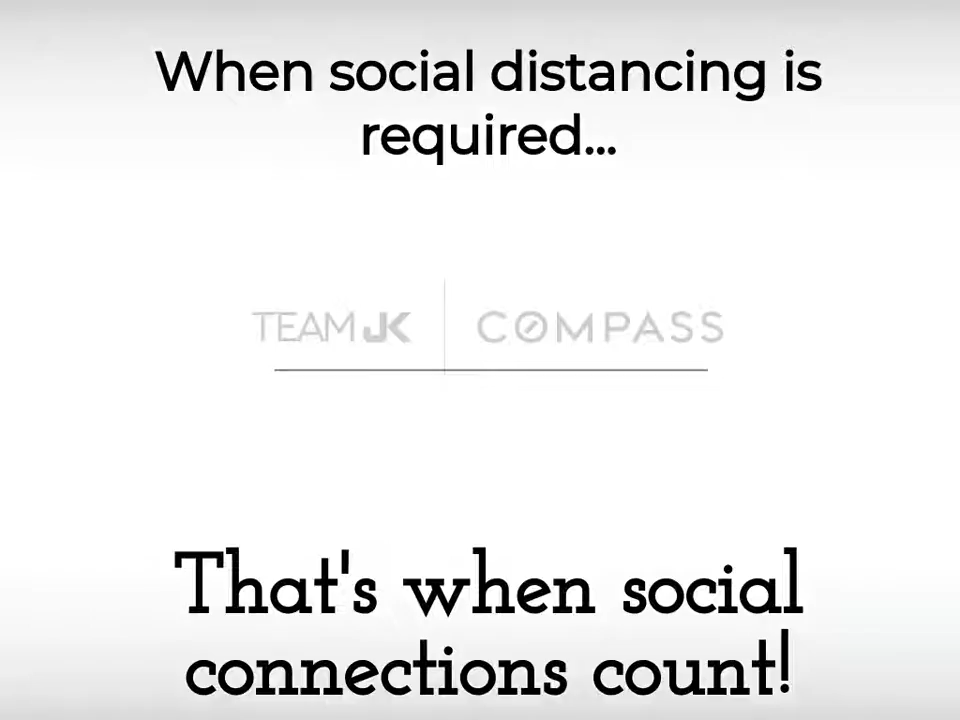 When social distancing is
required...
TEAM JK | COMPASS
That's when social
connections count!